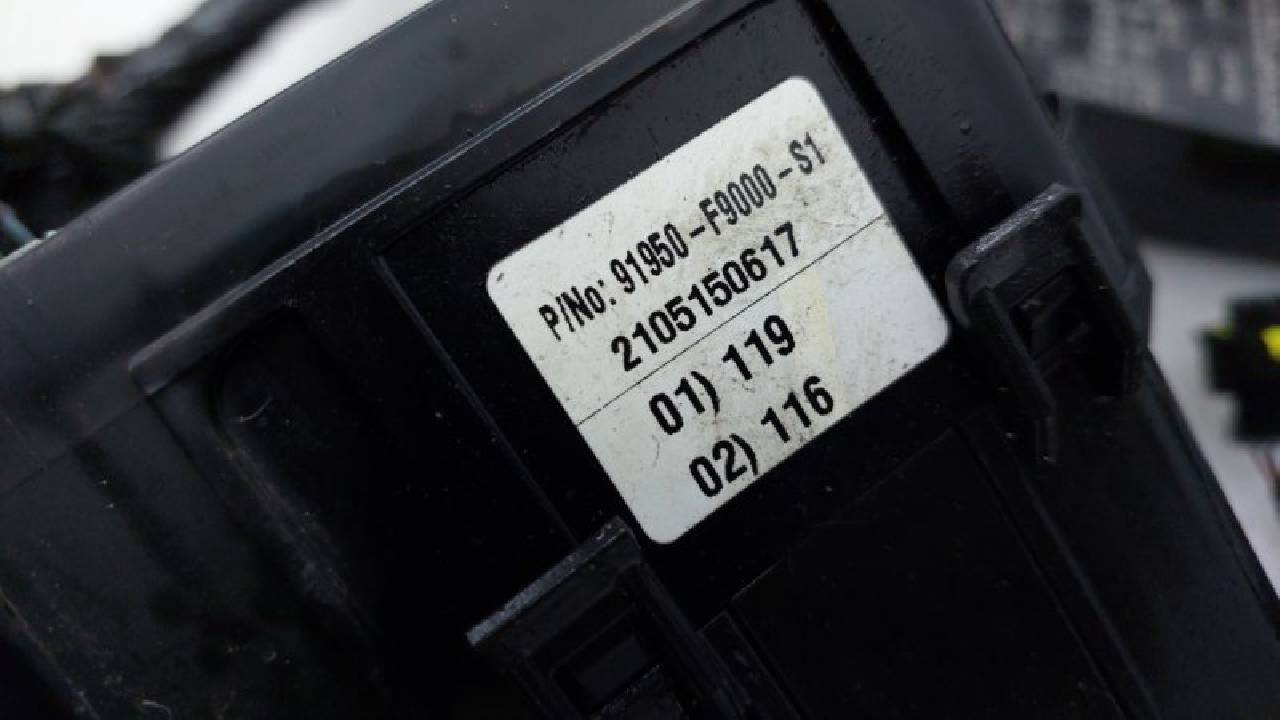 P/No: 91950-F9000-S1
2105150617
01) 119
02) 116